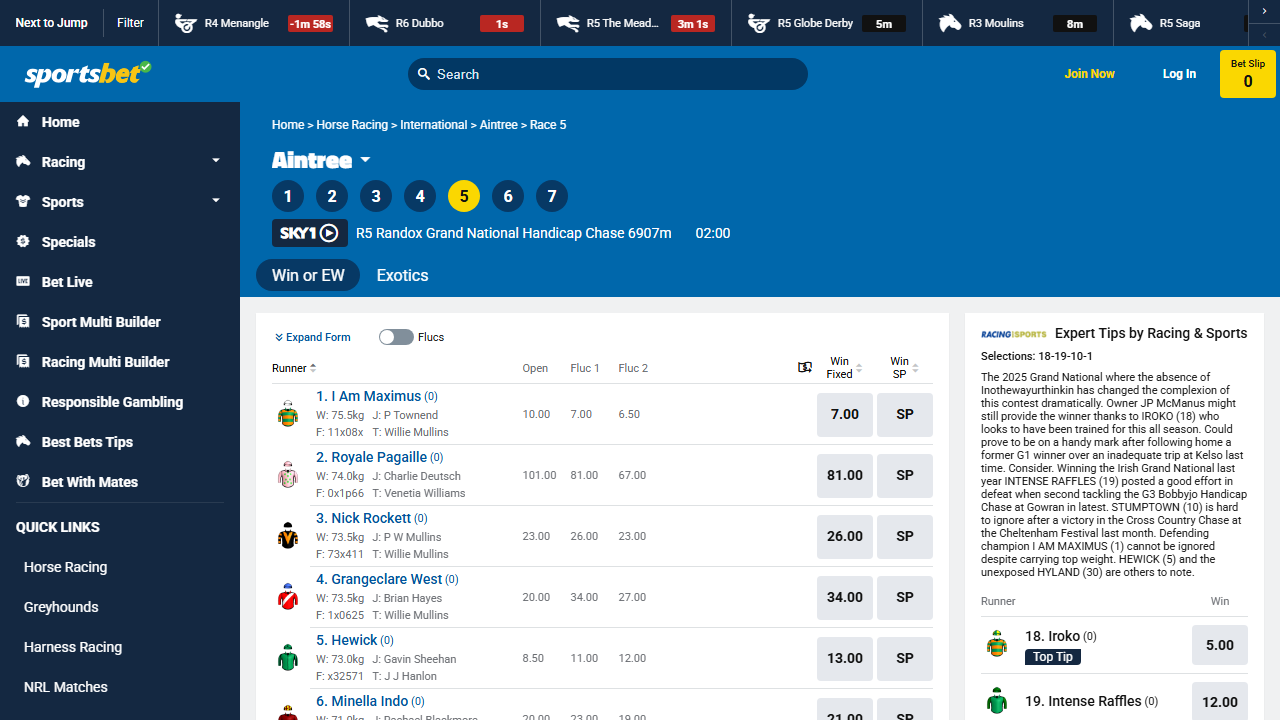 Next to Jump
Filter
R4 Menangle -1m 58s
R6 Dubbo 1s
R5 The Mead... 3m 1s
R5 Globe Derby 5m
R3 Moulins 8m
R5 Saga
sportsbet
Search
Join Now
Log In
Bet Slip
0
Home
Racing
Sports
Specials
LIVE Bet Live
Sport Multi Builder
Racing Multi Builder
Responsible Gambling
Best Bets Tips
Bet With Mates
QUICK LINKS
Horse Racing
Greyhounds
Harness Racing
NRL Matches
Home > Horse Racing > International > Aintree > Race 5
Aintree
1 2 3 4 5 6 7
SKY1 R5 Randox Grand National Handicap Chase 6907m 02:00
Win or EW Exotics
Expand Form Flucs
Runner Open Fluc 1 Fluc 2 Win Fixed Win SP
1. I Am Maximus (0)
W: 75.5kg J: P Townend
F: 11x08x T: Willie Mullins
10.00 7.00 6.50 7.00 SP
2. Royale Pagaille (0)
W: 74.0kg J: Charlie Deutsch
F: 0x1p66 T: Venetia Williams
101.00 81.00 67.00 81.00 SP
3. Nick Rockett (0)
W: 73.5kg J: P W Mullins
F: 73x411 T: Willie Mullins
23.00 26.00 23.00 26.00 SP
4. Grangeclare West (0)
W: 73.5kg J: Brian Hayes
F: 1x0625 T: Willie Mullins
20.00 34.00 27.00 34.00 SP
5. Hewick (0)
W: 73.0kg J: Gavin Sheehan
F: x32571 T: J J Hanlon
8.50 11.00 12.00 13.00 SP
6. Minella Indo (0)
W: 71.0kg J: Rachael Blackmore
20.00 23.00 19.00 21.00 SP
RACING SPORTS Expert Tips by Racing & Sports
Selections: 18-19-10-1
The 2025 Grand National where the absence of
Inothewayurthinkin has changed the complexion of
this contest dramatically. Owner JP McManus might
still provide the winner thanks to IROKO (18) who
looks to have been trained for this all season. Could
prove to be on a handy mark after following home a
former G1 winner over an inadequate trip at Kelso last
time. Consider. Winning the Irish Grand National last
year INTENSE RAFFLES (19) posted a good effort in
defeat when second tackling the G3 Bobbyjo Handicap
Chase at Gowran in latest. STUMPTOWN (10) is hard
to ignore after a victory in the Cross Country Chase at
the Cheltenham Festival last month. Defending
champion I AM MAXIMUS (1) cannot be ignored
despite carrying top weight. HEWICK (5) and the
unexposed HYLAND (30) are others to note.
Runner Win
18. Iroko (0)
Top Tip
5.00
19. Intense Raffles (0)
12.00